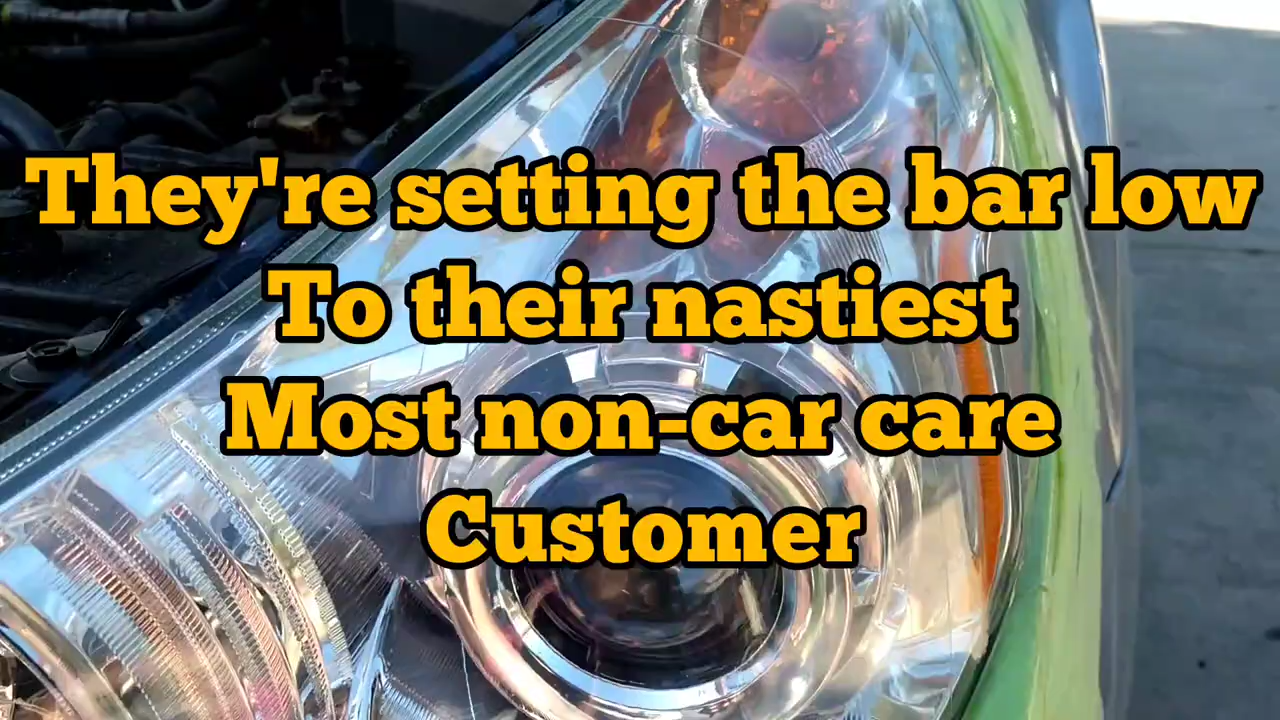 They're setting the bar low
To their nastiest
Most non-car care
Customer